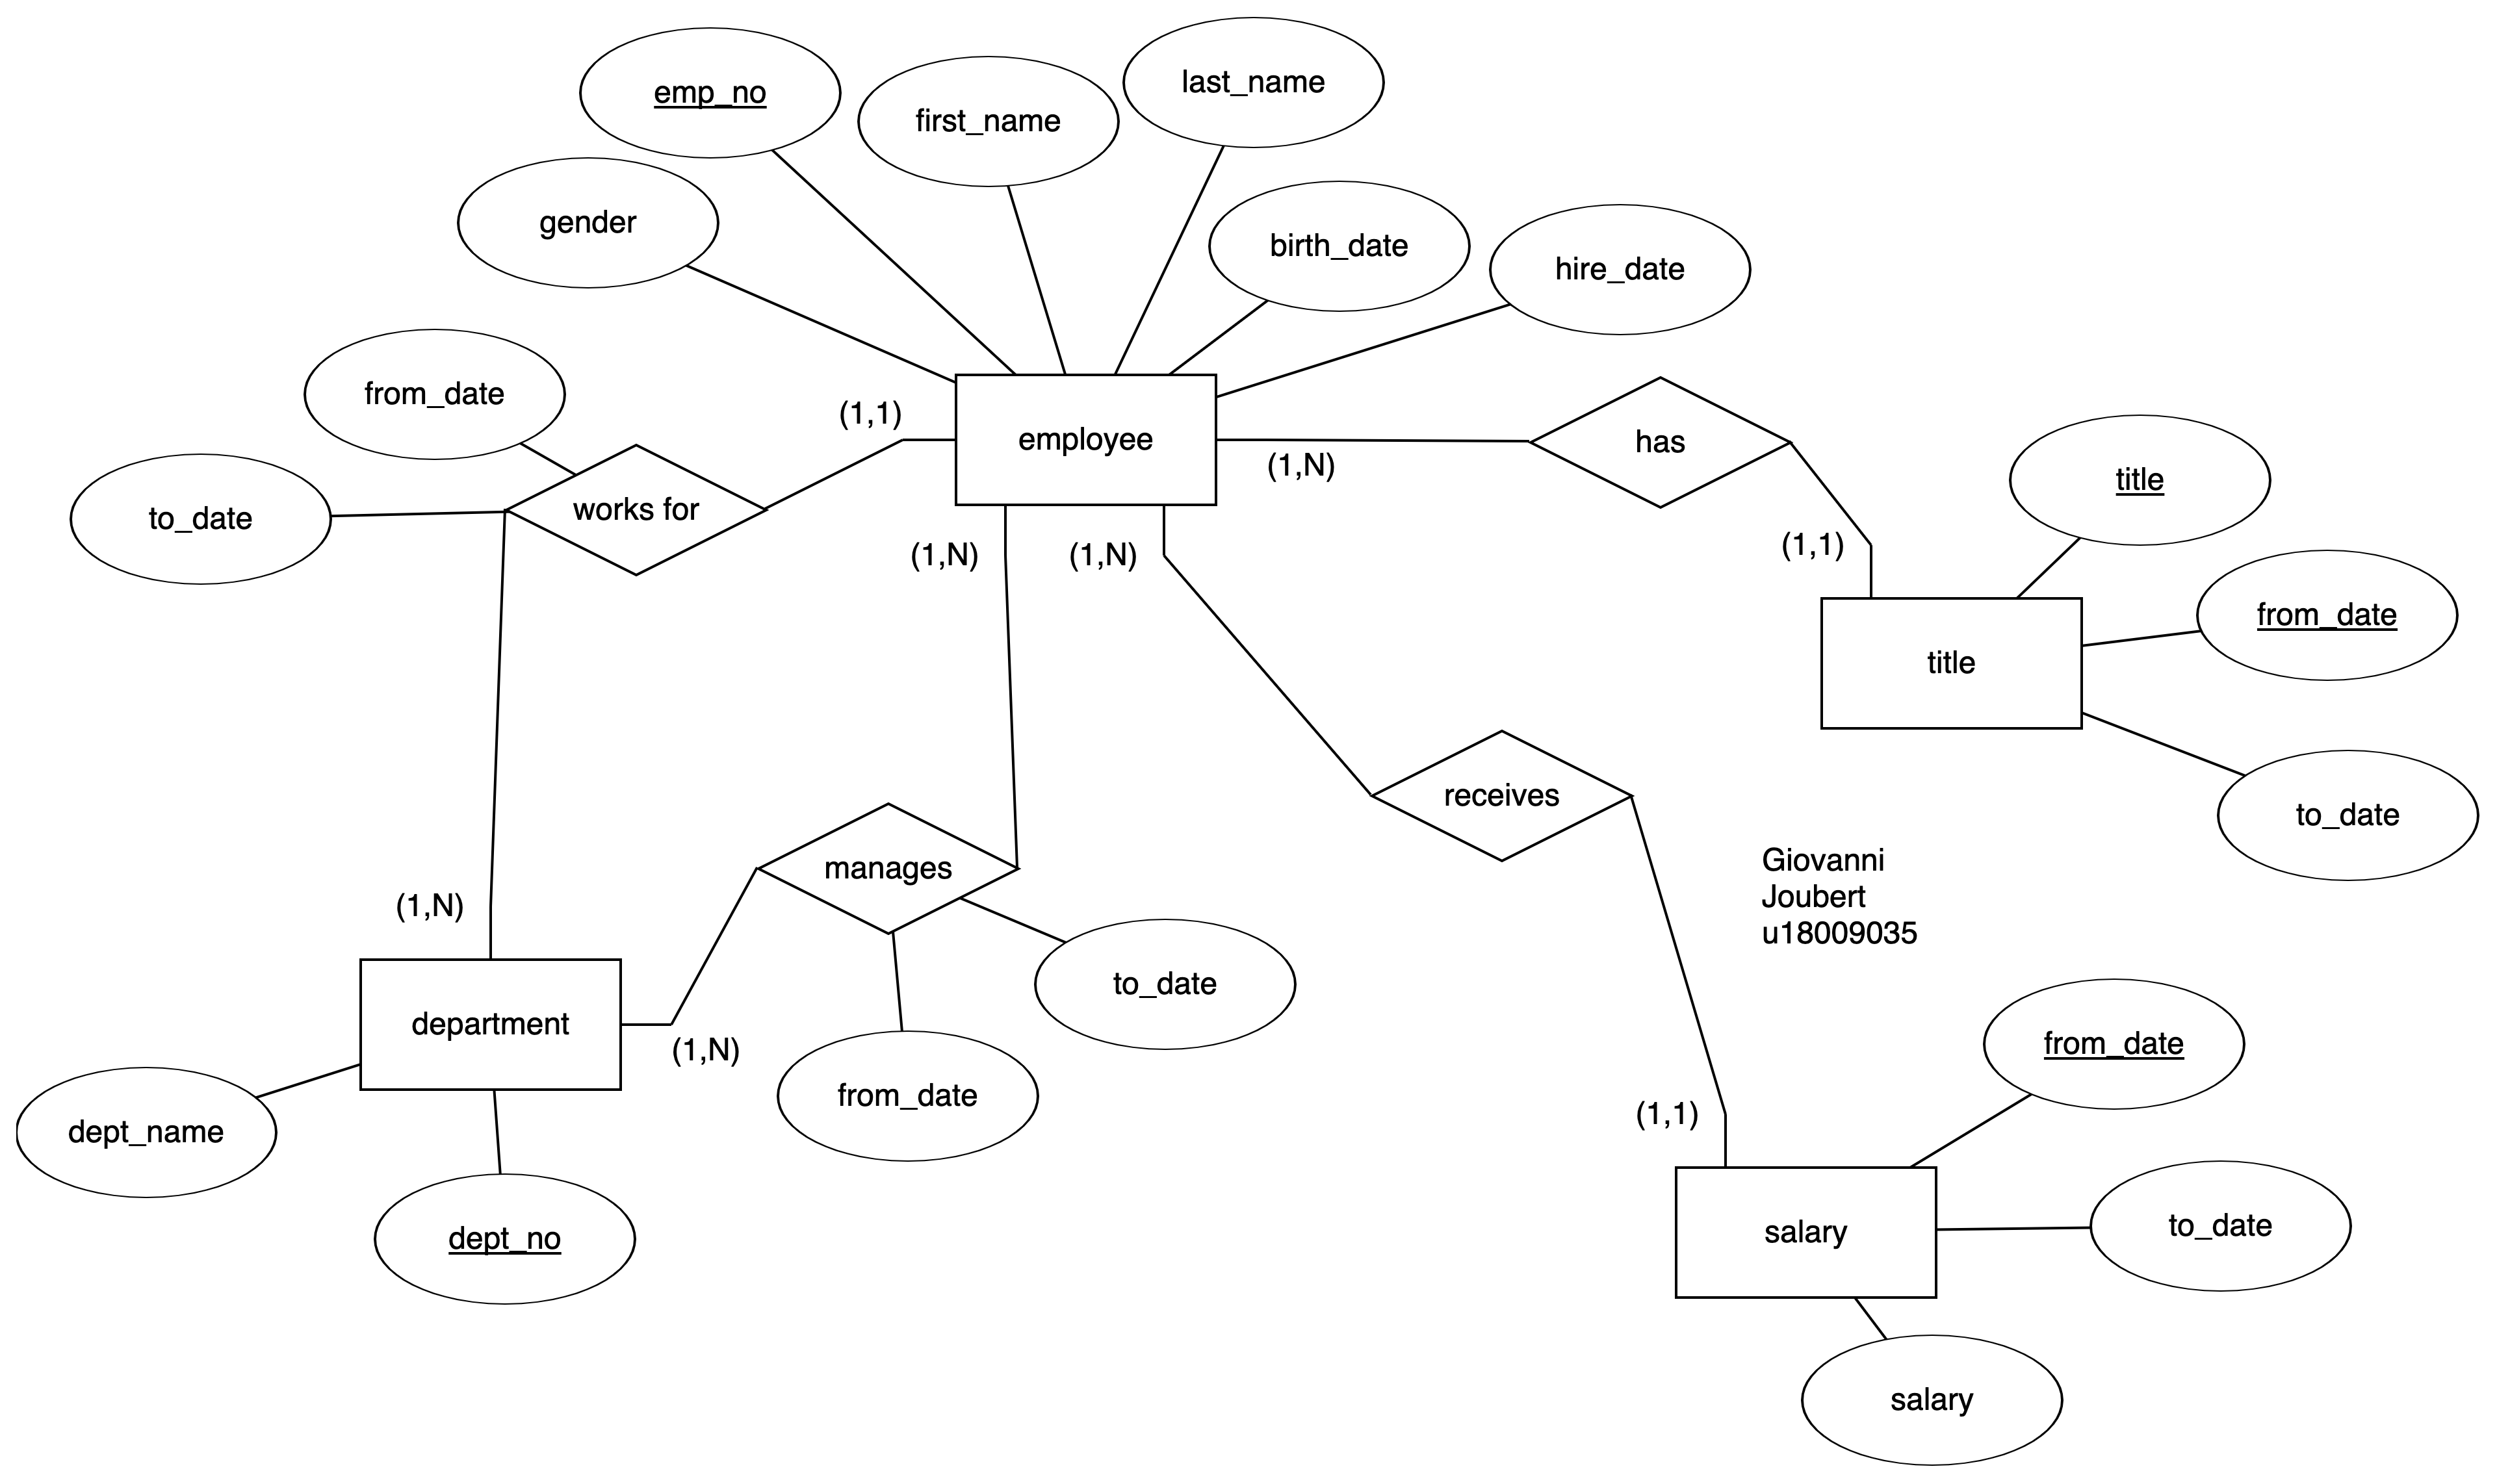 last_name
emp_no
first_name
gender
birth_date
hire_date
from_date
(1,1)
employee
has
(1,N)
title
works for
to_date
(1,N)
(1,N)
(1,1)
from_date
title
receives
to_date
manages
Giovanni
Joubert
u18009035
(1,N)
to_date
department
(1,N)
from_date
from_date
dept_name
(1,1)
dept_no
salary
to_date
salary